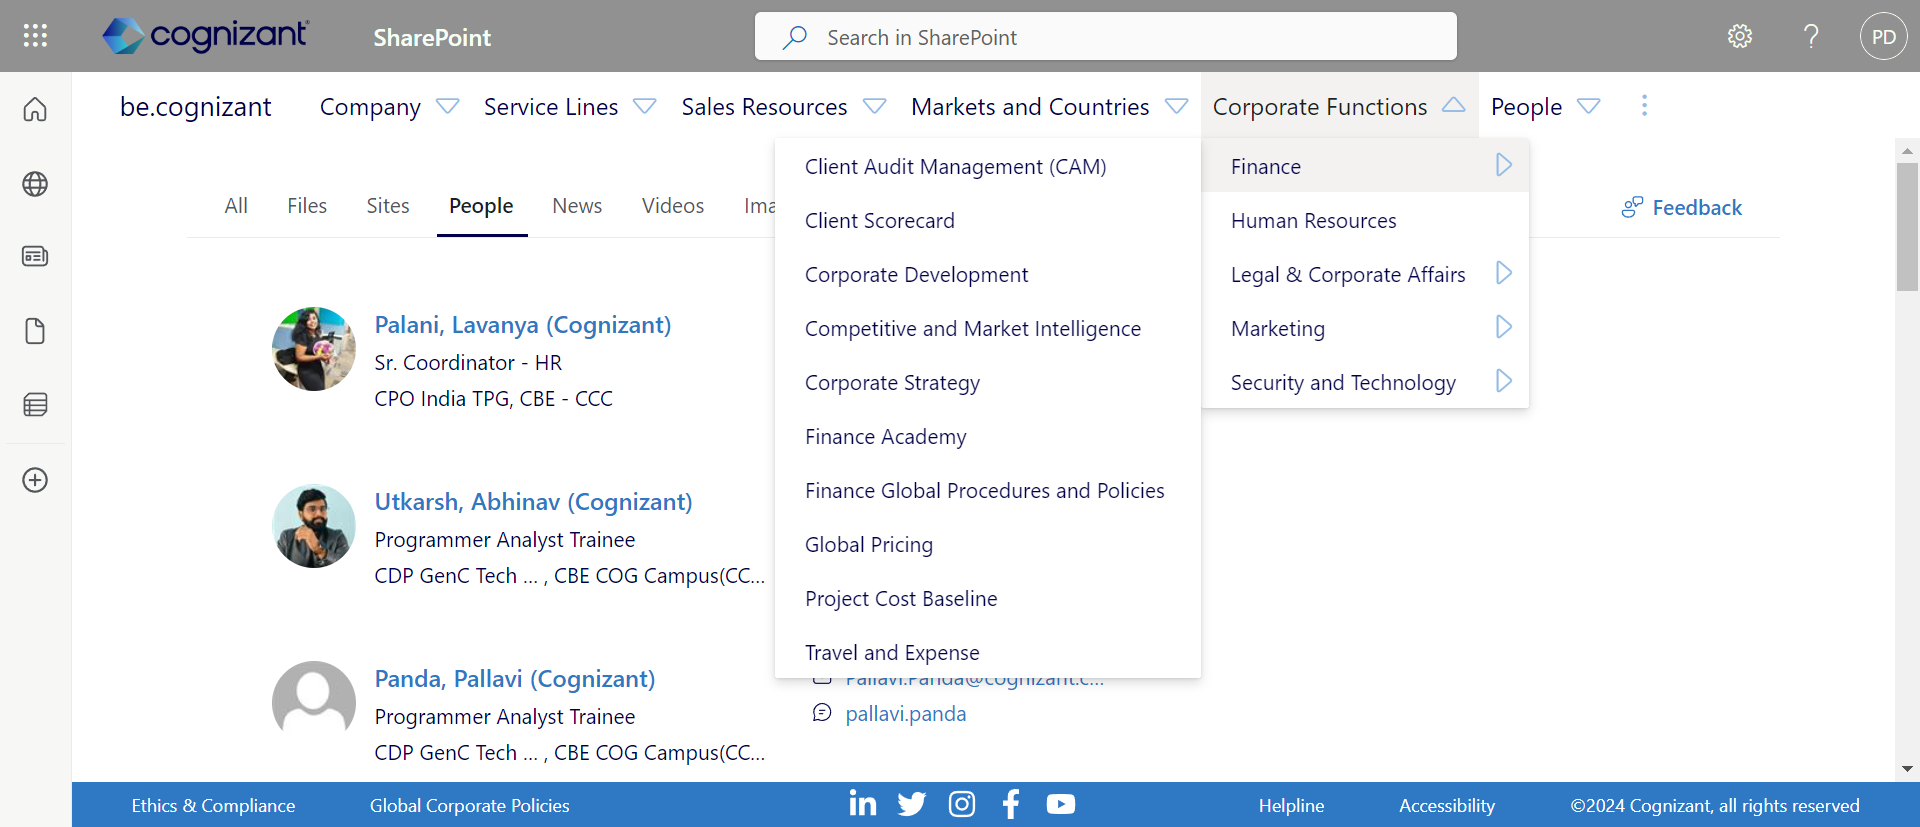 cognizant
SharePoint
Search in SharePoint
PD
be.cognizant
Company
Service Lines
Sales Resources
Markets and Countries
Corporate Functions
People
All
Files
Sites
People
News
Videos
Ima
Feedback
Client Audit Management (CAM)
Client Scorecard
Corporate Development
Competitive and Market Intelligence
Corporate Strategy
Finance Academy
Finance Global Procedures and Policies
Global Pricing
Project Cost Baseline
Travel and Expense
Finance
Human Resources
Legal & Corporate Affairs
Marketing
Security and Technology
Palani, Lavanya (Cognizant)
Sr. Coordinator - HR
CPO India TPG, CBE - CCC
Utkarsh, Abhinav (Cognizant)
Programmer Analyst Trainee
CDP GenC Tech ... , CBE COG Campus(CC...
Panda, Pallavi (Cognizant)
Programmer Analyst Trainee
CDP GenC Tech ... , CBE COG Campus(CC...
Pallavi.Panda@cognizant.c...
pallavi.panda
Ethics & Compliance
Global Corporate Policies
Helpline
Accessibility
©2024 Cognizant, all rights reserved